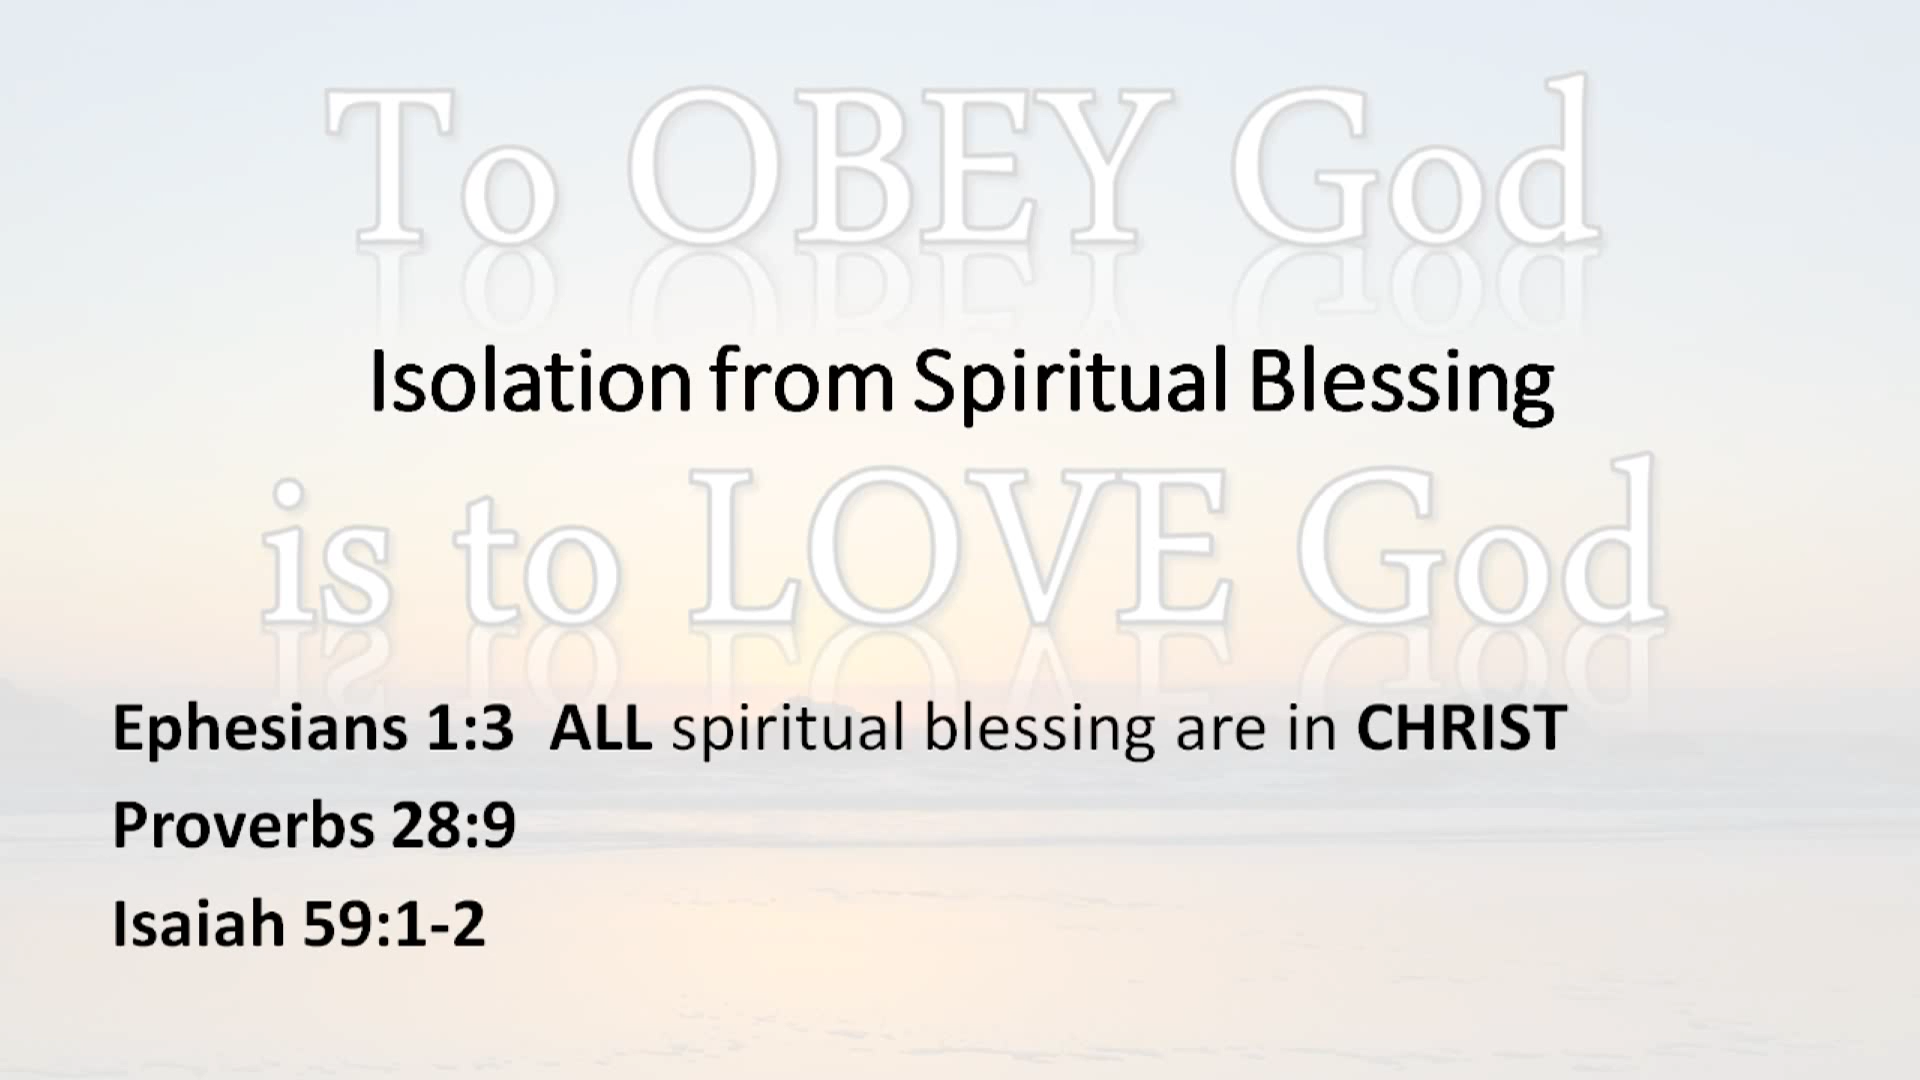 To OBEY God
Isolation from Spiritual Blessing
is to LOVE God
Ephesians 1:3 ALL spiritual blessing are in CHRIST
Proverbs 28:9
Isaiah 59:1-2